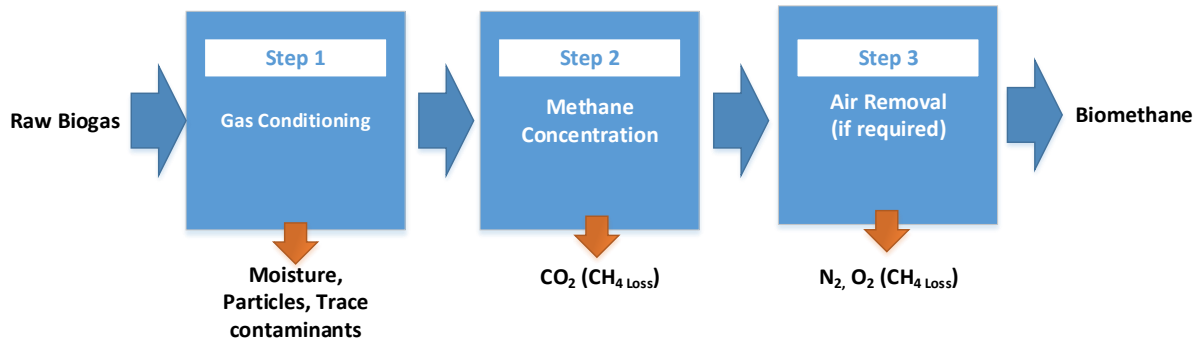 Raw Biogas
Step 1
Gas Conditioning
Moisture,
Particles, Trace
contaminants
Step 2
Methane
Concentration
CO₂ (CH₄ Loss)
Step 3
Air Removal
(if required)
N₂, O₂ (CH₄ Loss)
Biomethane